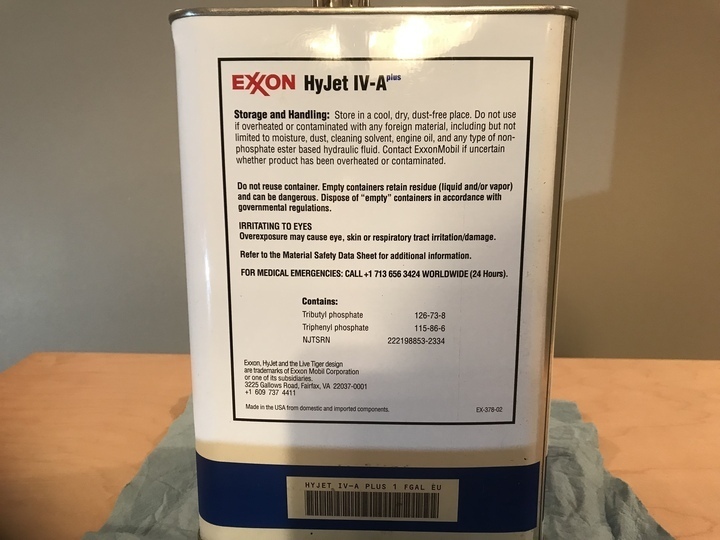 EXXON HyJet IV-A plus
Storage and Handling: Store in a cool, dry, dust-free place. Do not use
if overheated or contaminated with any foreign material, including but not
limited to moisture, dust, cleaning solvent, engine oil, and any type of non-
phosphate ester based hydraulic fluid. Contact ExxonMobil if uncertain
whether product has been overheated or contaminated.
Do not reuse container. Empty containers retain residue (liquid and/or vapor)
and can be dangerous. Dispose of “empty” containers in accordance with
governmental regulations.
IRRITATING TO EYES
Overexposure may cause eye, skin or respiratory tract irritation/damage.
Refer to the Material Safety Data Sheet for additional information.
FOR MEDICAL EMERGENCIES: CALL +1 713 656 3424 WORLDWIDE (24 Hours).
Contains:
Tributyl phosphate 126-73-8
Triphenyl phosphate 115-86-6
NJTSRN 222198853-2334
Exxon, HyJet and the Live Tiger design
are trademarks of Exxon Mobil Corporation
or one of its subsidiaries.
3225 Gallows Road, Fairfax, VA 22037-0001
+1 609 737 4411
Made in the USA from domestic and imported components. EX-378-02
HYJET IV-A PLUS 1 FGAL EU